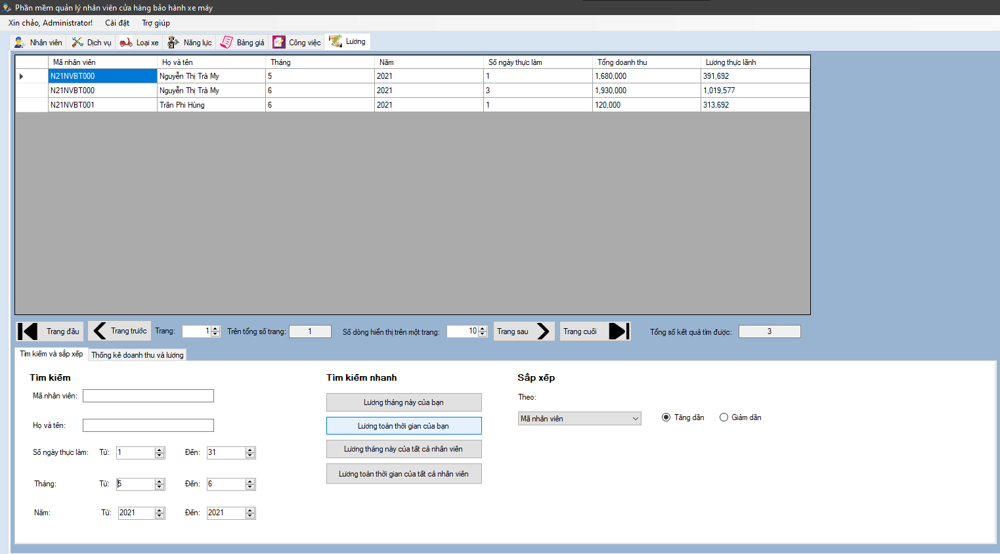 Phần mềm quản lý nhân viên cửa hàng bảo hành xe máy
Xin chào, Administrator! Cài đặt Trợ giúp
Nhân viên Dịch vụ Loại xe Năng lực Bảng giá Công việc Lương
Mã nhân viên Họ và tên Tháng Năm Số ngày thực làm Tổng doanh thu Lương thực lãnh
N21NVBT000 Nguyễn Thị Trà My 5 2021 1 1,680,000 391,692
N21NVBT000 Nguyễn Thị Trà My 6 2021 3 1,930,000 1,019,577
N21NVBT001 Trần Phi Hùng 6 2021 1 120,000 313,692
Trang đầu Trang trước Trang: 1 Trên tổng số trang: 1 Số dòng hiển thị trên một trang: 10 Trang sau Trang cuối Tổng số kết quả tìm được: 3
Tìm kiếm và sắp xếp Thống kê doanh thu và lương
Tìm kiếm Tìm kiếm nhanh Sắp xếp
Mã nhân viên: Lương tháng này của bạn Theo:
Họ và tên: Lương toàn thời gian của bạn Mã nhân viên Tăng dần Giảm dần
Số ngày thực làm: Từ: 1 Đến: 31 Lương tháng này của tất cả nhân viên
Tháng: Từ: 5 Đến: 6 Lương toàn thời gian của tất cả nhân viên
Năm: Từ: 2021 Đến: 2021